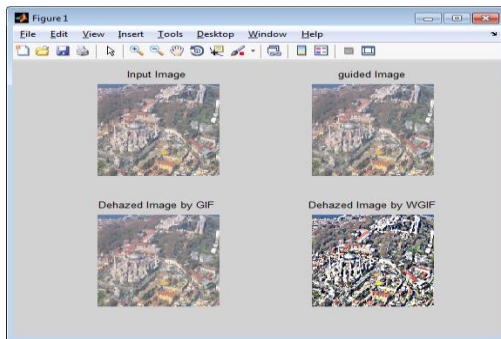 Figure 1
File Edit View Insert Tools Desktop Window Help
Input Image
guided Image
Dehazed Image by GIF
Dehazed Image by WGIF